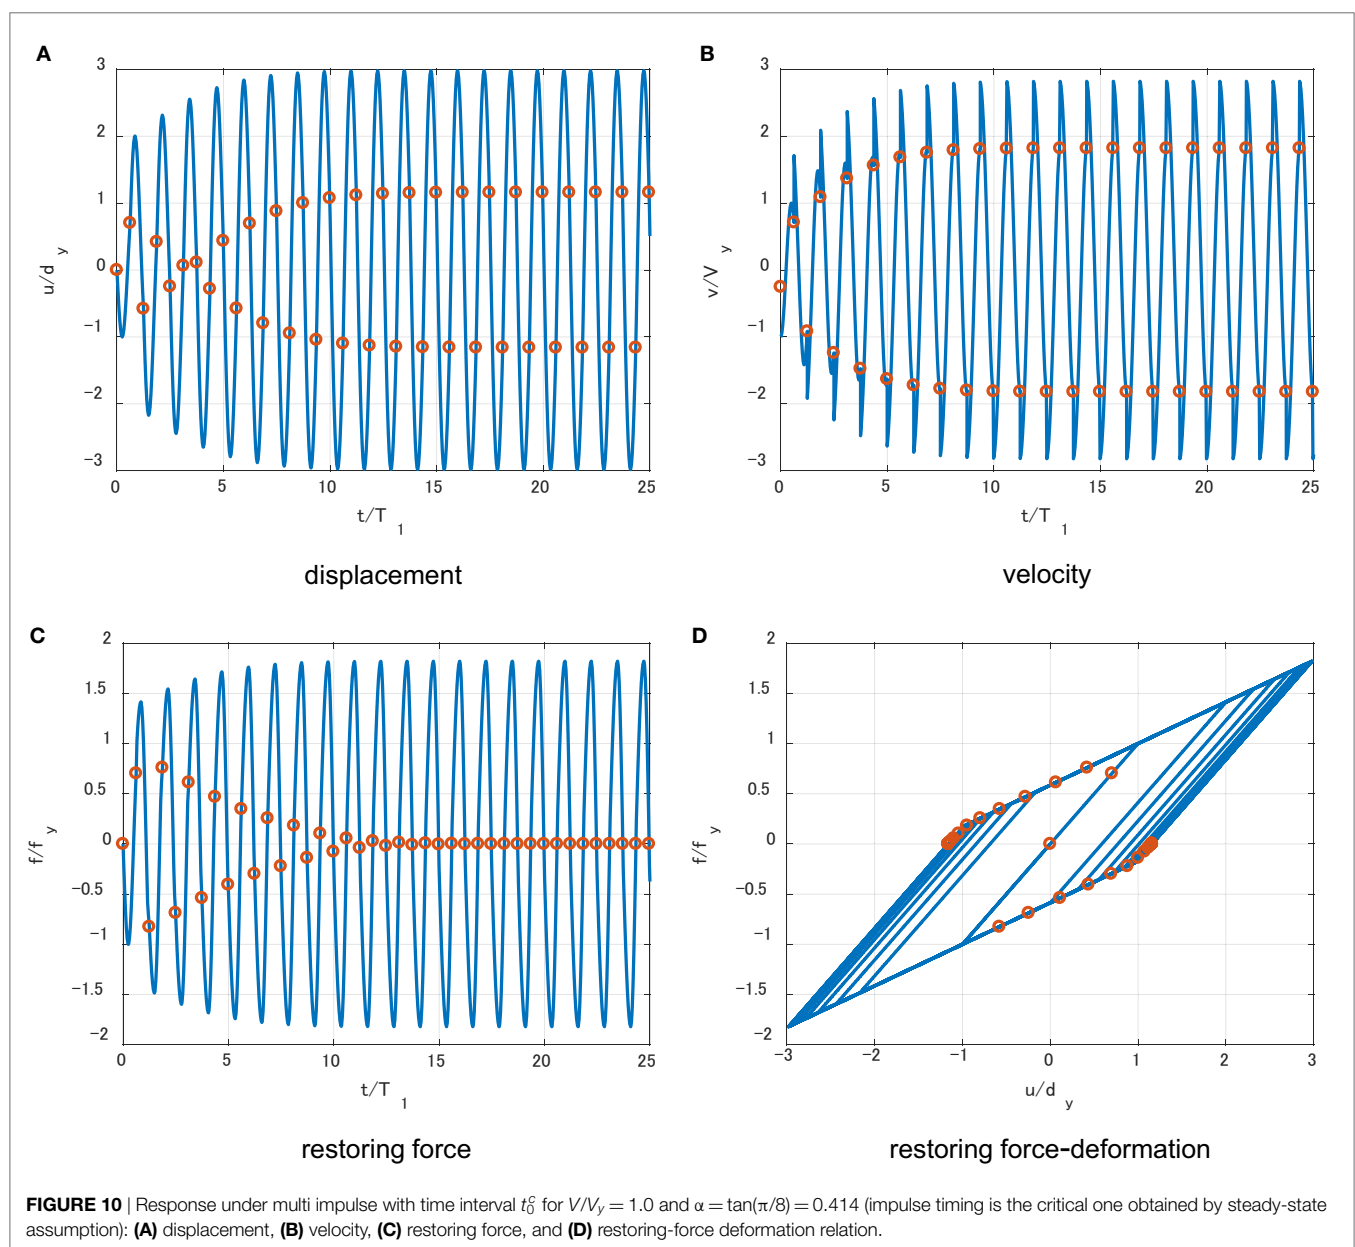 A
B
3
2
1
0
−1
−2
−3
u/d y
0 5 10 15 20 25
t/T 1
displacement
3
2
1
0
−1
−2
−3
v/V y
0 5 10 15 20 25
t/T 1
velocity
C
D
2
1.5
1
0.5
0
−0.5
−1
−1.5
−2
f/f y
0 5 10 15 20 25
t/T 1
restoring force
2
1.5
1
0.5
0
−0.5
−1
−1.5
−2
f/f y
−3 −2 −1 0 1 2 3
u/d y
restoring force-deformation
FIGURE 10 | Response under multi impulse with time interval t₀ᶜ for V/Vy = 1.0 and α = tan(π/8) = 0.414 (impulse timing is the critical one obtained by steady-state
assumption): (A) displacement, (B) velocity, (C) restoring force, and (D) restoring-force deformation relation.